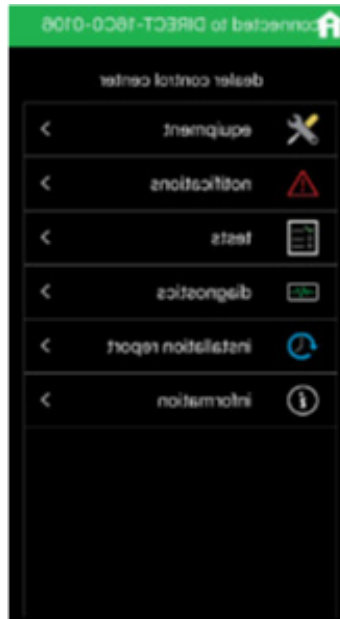 connected to DIRECT-16C0-0106
dealer control center
equipment
notifications
tests
diagnostics
installation report
information